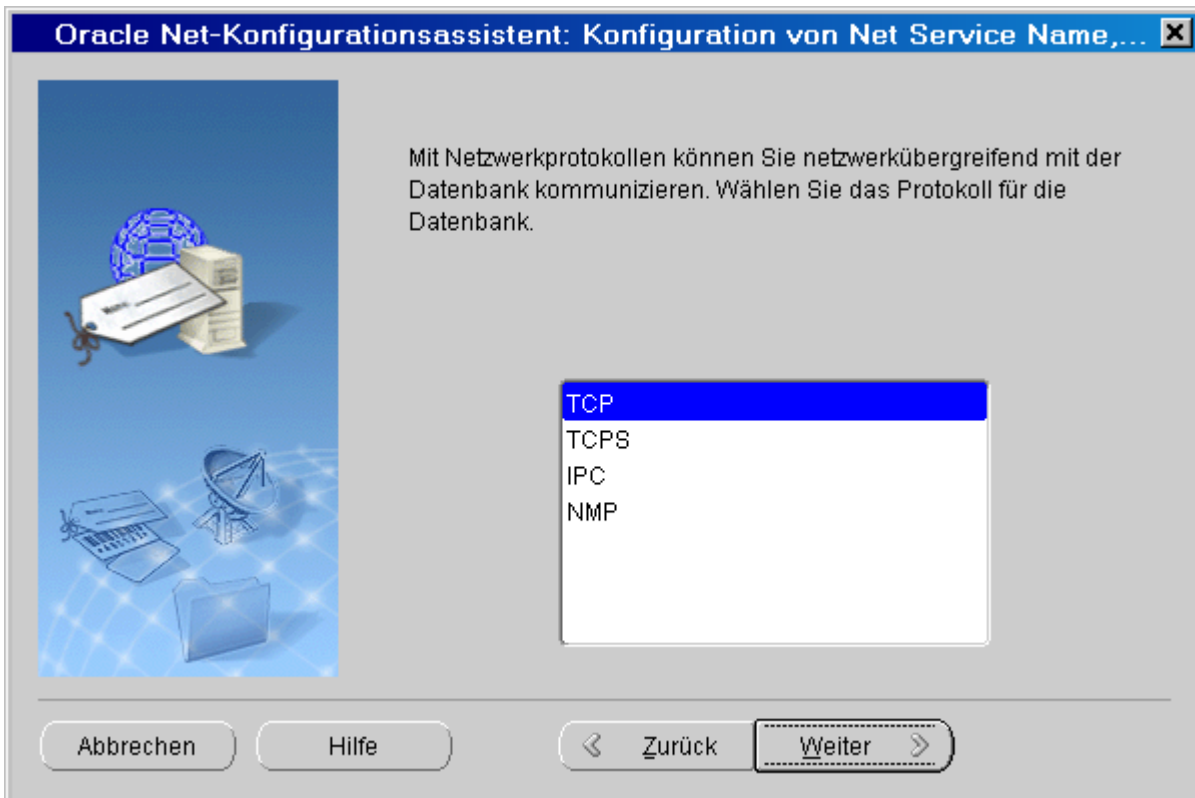 Oracle Net-Konfigurationsassistent: Konfiguration von Net Service Name,...
Mit Netzwerkprotokollen können Sie netzwerkübergreifend mit der
Datenbank kommunizieren. Wählen Sie das Protokoll für die
Datenbank.
TCP
TCPS
IPC
NMP
Abbrechen
Hilfe
Zurück
Weiter